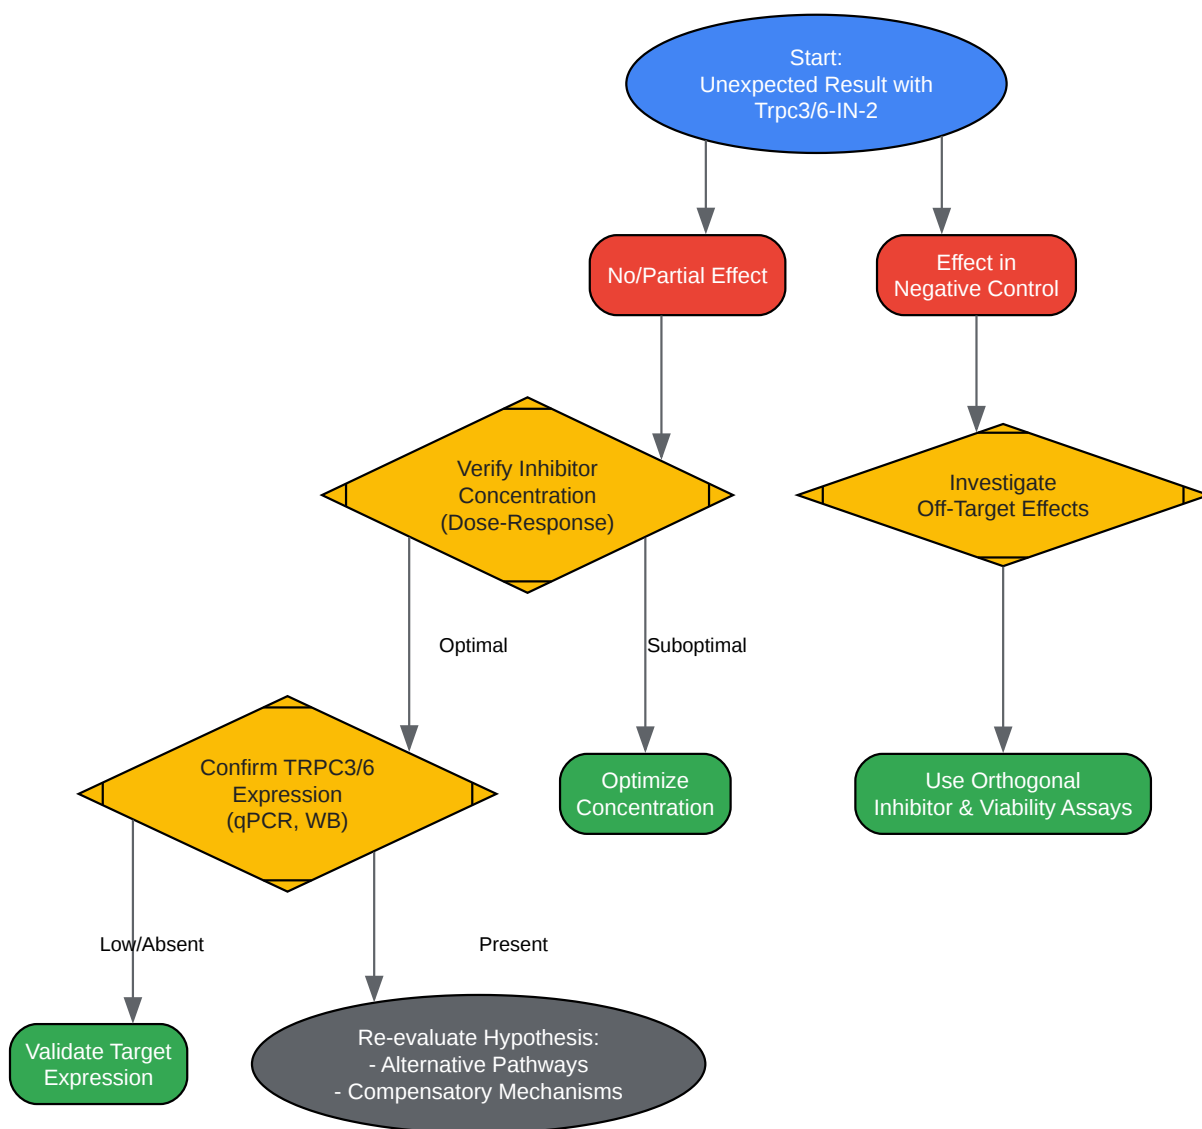 Start:
Unexpected Result with
Trpc3/6-IN-2
No/Partial Effect
Effect in
Negative Control
Verify Inhibitor
Concentration
(Dose-Response)
Investigate
Off-Target Effects
Optimal
Suboptimal
Confirm TRPC3/6
Expression
(qPCR, WB)
Optimize
Concentration
Use Orthogonal
Inhibitor & Viability Assays
Low/Absent
Present
Validate Target
Expression
Re-evaluate Hypothesis:
- Alternative Pathways
- Compensatory Mechanisms